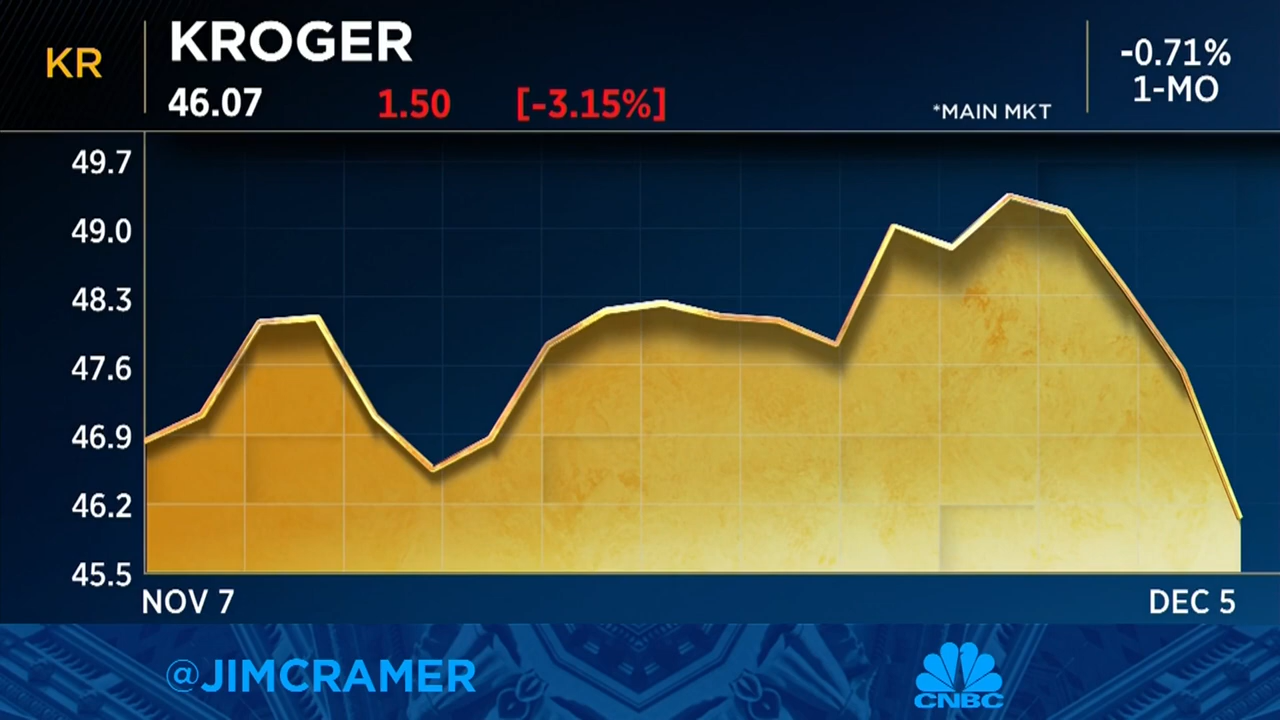 KR
KROGER
46.07 1.50 [-3.15%]
*MAIN MKT
-0.71%
1-MO
49.7
49.0
48.3
47.6
46.9
46.2
45.5
NOV 7 DEC 5
@JIMCRAMER
CNBC